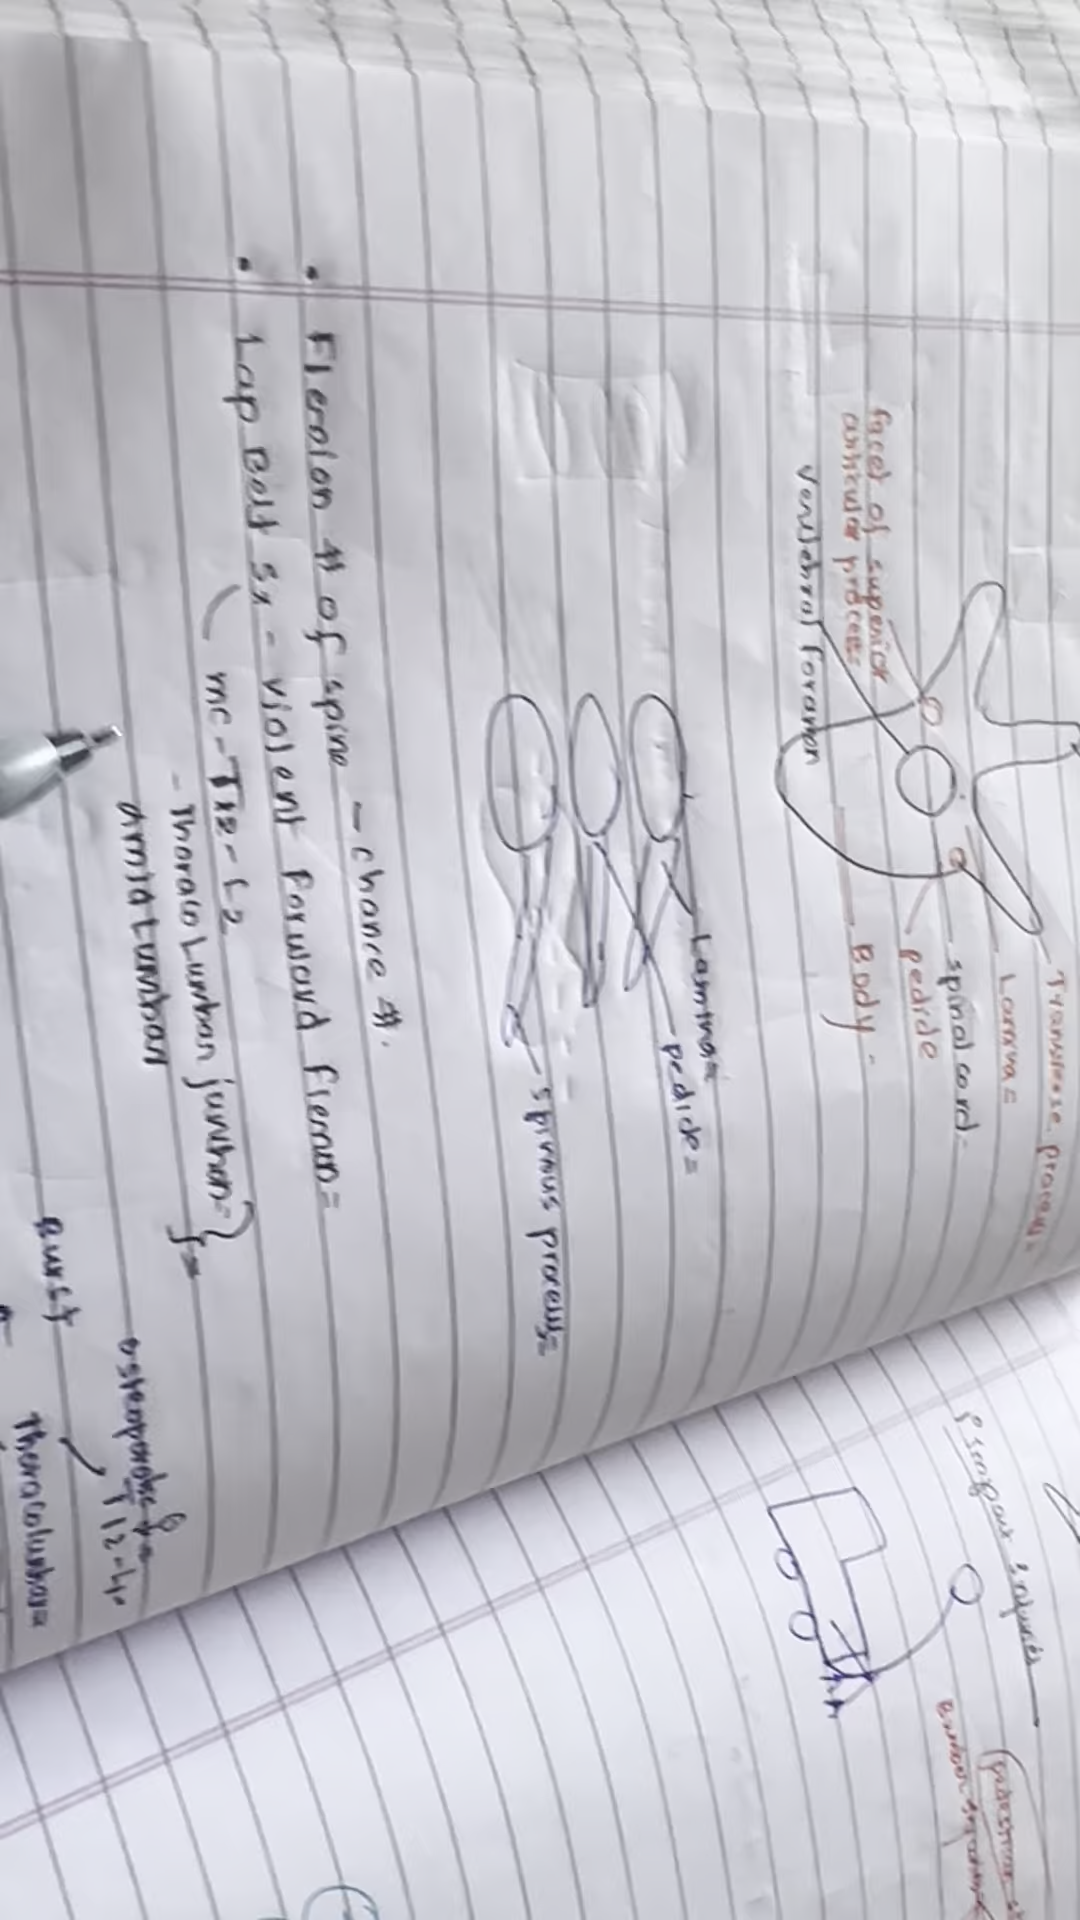 Transverse process=
Lamina=
spinal cord.
pedicle
facet of superior
articular process=
Body.
Vertebral foramen
Lamina=
pedicle=
spinous process=
• Flexion # of spine - chance #.
• Lap Belt Sx - violent forward flexion=
mc - T12 - L2
- Thoraco Lumbar junction=
Burst
osteoporotic f=
T12-L1
Thoracolumbar=
Bumper